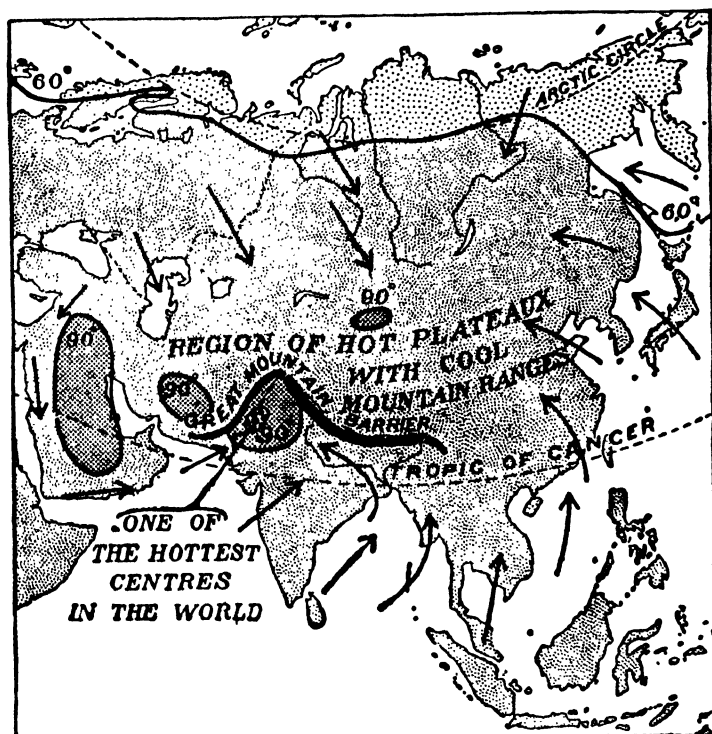 60°
ARCTIC CIRCLE
60°
90°
90°
REGION OF HOT PLATEAUX
WITH COOL
MOUNTAIN RANGES
90°
GREAT MOUNTAIN BARRIER
90°
TROPIC OF CANCER
ONE OF
THE HOTTEST
CENTRES
IN THE WORLD